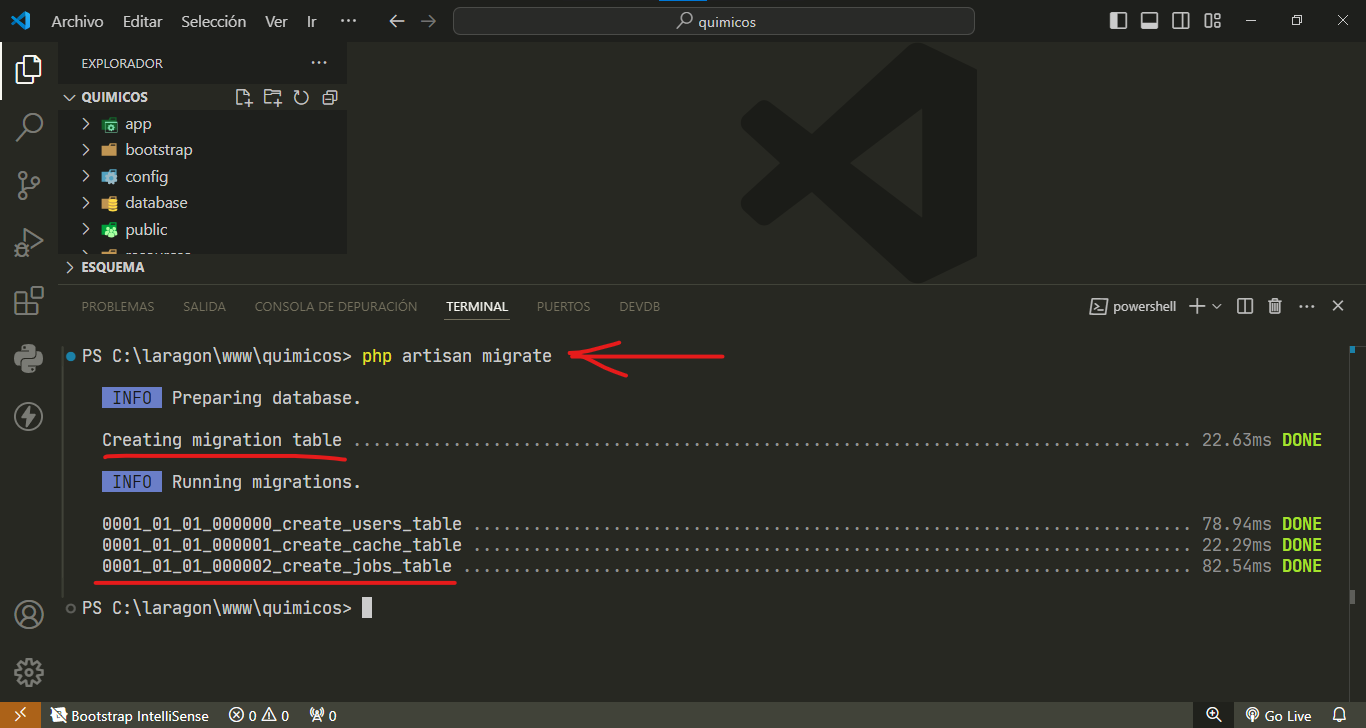 Archivo Editar Selección Ver Ir ···
quimicos
EXPLORADOR ···
QUIMICOS
app
bootstrap
config
database
public
ESQUEMA
PROBLEMAS SALIDA CONSOLA DE DEPURACIÓN TERMINAL PUERTOS DEVDB
powershell
PS C:\laragon\www\quimicos> php artisan migrate
INFO Preparing database.
Creating migration table .................................................................................... 22.63ms DONE
INFO Running migrations.
0001_01_01_000000_create_users_table ........................................................................ 78.94ms DONE
0001_01_01_000001_create_cache_table ........................................................................ 22.29ms DONE
0001_01_01_000002_create_jobs_table ......................................................................... 82.54ms DONE
PS C:\laragon\www\quimicos>
Bootstrap IntelliSense 0 0 0 Go Live